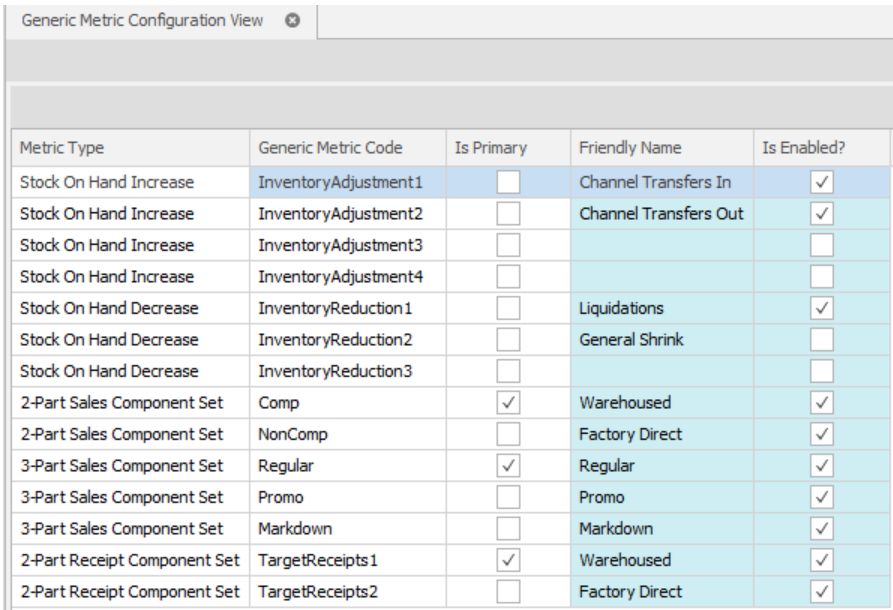 Generic Metric Configuration View
Metric Type Generic Metric Code Is Primary Friendly Name Is Enabled?
Stock On Hand Increase InventoryAdjustment1 Channel Transfers In
Stock On Hand Increase InventoryAdjustment2 Channel Transfers Out
Stock On Hand Increase InventoryAdjustment3
Stock On Hand Increase InventoryAdjustment4
Stock On Hand Decrease InventoryReduction1 Liquidations
Stock On Hand Decrease InventoryReduction2 General Shrink
Stock On Hand Decrease InventoryReduction3
2-Part Sales Component Set Comp Warehoused
2-Part Sales Component Set NonComp Factory Direct
3-Part Sales Component Set Regular Regular
3-Part Sales Component Set Promo Promo
3-Part Sales Component Set Markdown Markdown
2-Part Receipt Component Set TargetReceipts1 Warehoused
2-Part Receipt Component Set TargetReceipts2 Factory Direct